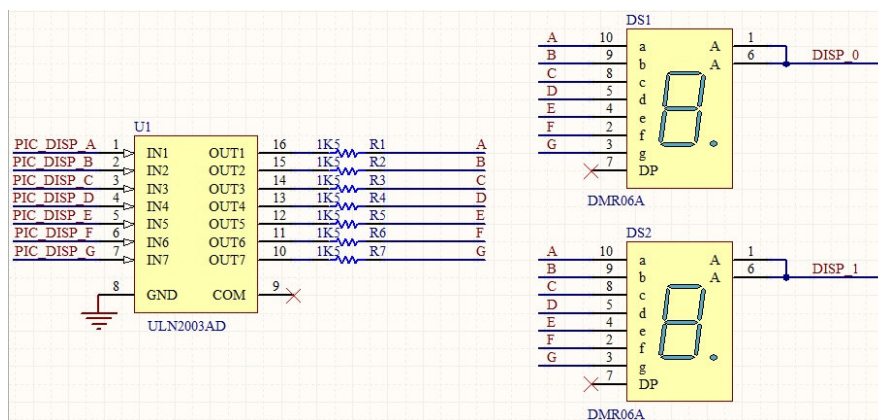 U1
PIC_DISP_A 1 IN1 OUT1 16 1K5 R1 A
PIC_DISP_B 2 IN2 OUT2 15 1K5 R2 B
PIC_DISP_C 3 IN3 OUT3 14 1K5 R3 C
PIC_DISP_D 4 IN4 OUT4 13 1K5 R4 D
PIC_DISP_E 5 IN5 OUT5 12 1K5 R5 E
PIC_DISP_F 6 IN6 OUT6 11 1K5 R6 F
PIC_DISP_G 7 IN7 OUT7 10 1K5 R7 G
8 GND COM 9
ULN2003AD
DS1
A 10 a A 1
B 9 b A 6 DISP_0
C 8 c
D 5 d
E 4 e
F 2 f
G 3 g
7 DP
DMR06A
DS2
A 10 a A 1
B 9 b A 6 DISP_1
C 8 c
D 5 d
E 4 e
F 2 f
G 3 g
7 DP
DMR06A